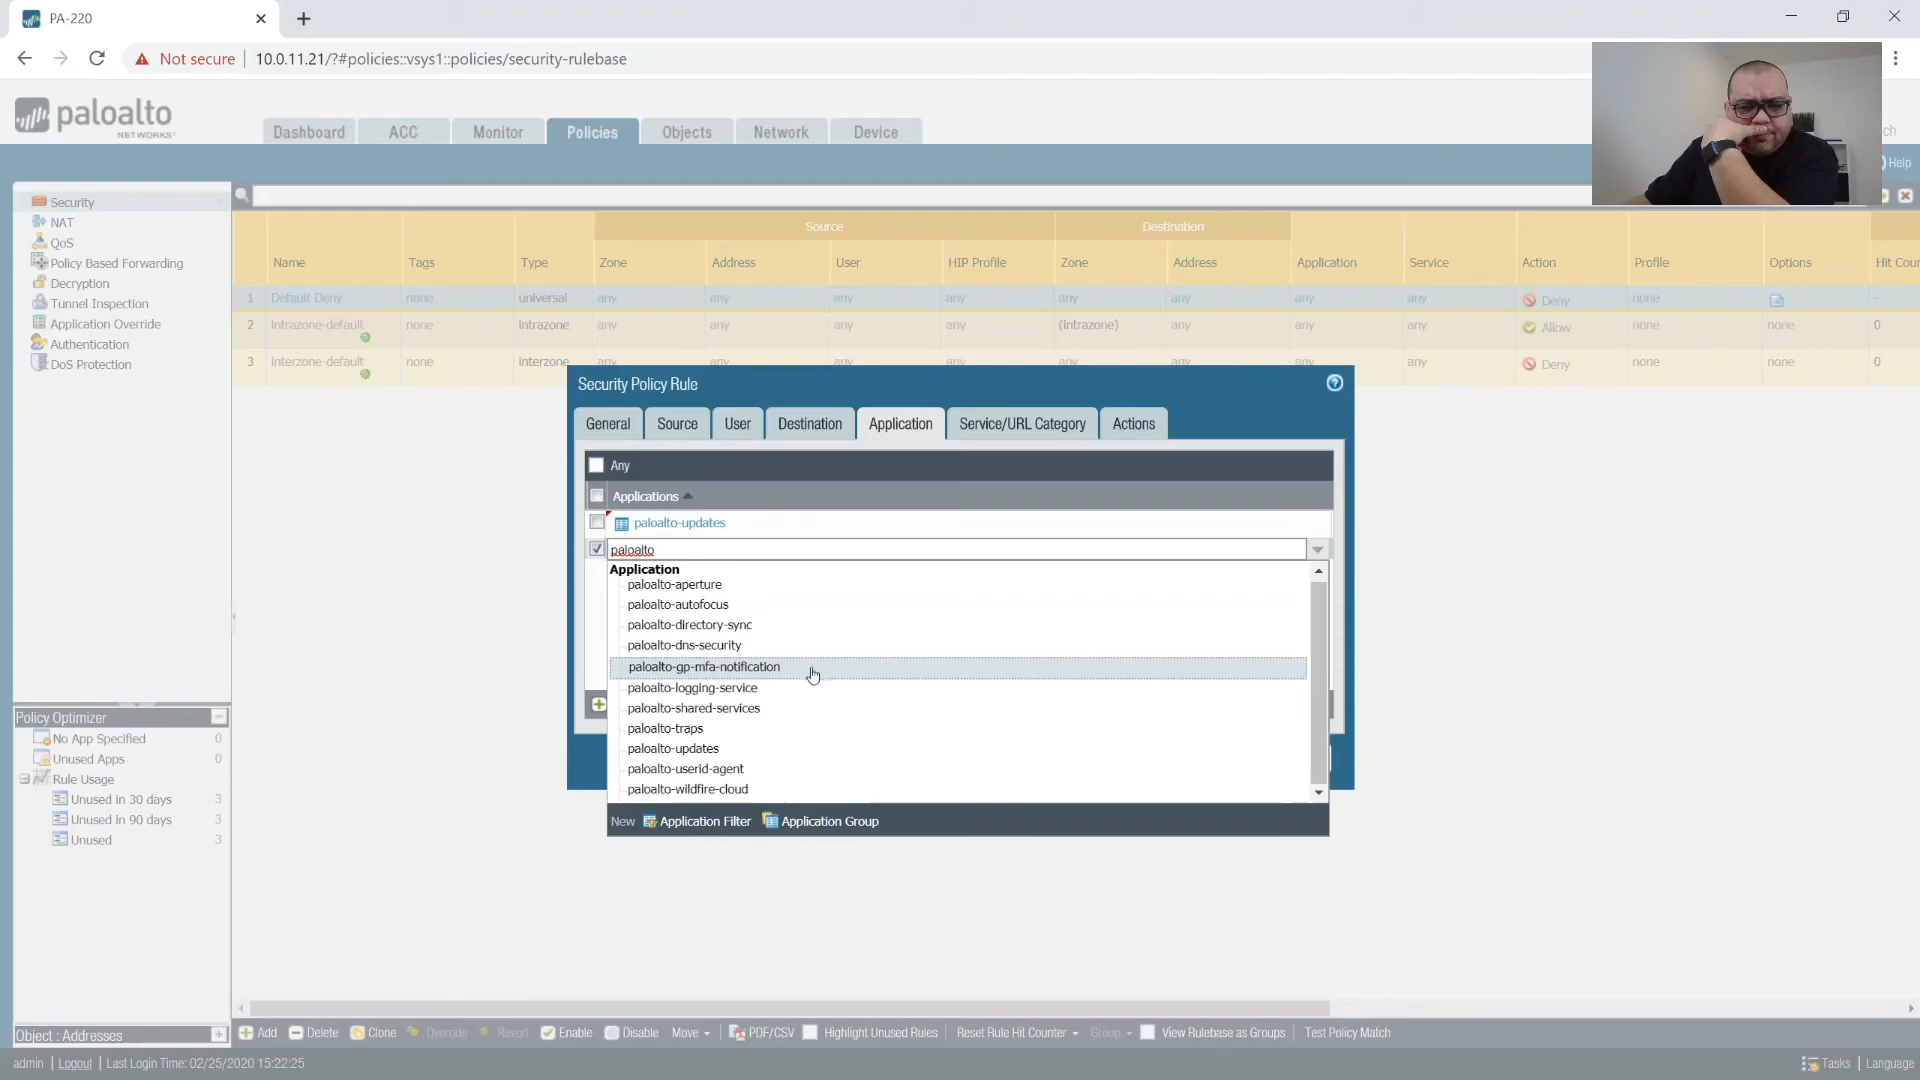 PA-220
Not secure | 10.0.11.21/?#policies::vsys1::policies/security-rulebase
paloalto
NETWORKS
Dashboard ACC Monitor Policies Objects Network Device
Help
Security
NAT
QoS
Policy Based Forwarding
Decryption
Tunnel Inspection
Application Override
Authentication
DoS Protection
Source Destination
Name Tags Type Zone Address User HIP Profile Zone Address Application Service Action Profile Options Hit Cour
1 Default Deny none universal any any any any any any any any Deny none -
2 intrazone-default none intrazone any any any any (intrazone) any any any Allow none none 0
3 interzone-default none interzone any any any any any any any any Deny none none 0
Security Policy Rule
General Source User Destination Application Service/URL Category Actions
Any
Applications
paloalto-updates
paloalto
Application
paloalto-aperture
paloalto-autofocus
paloalto-directory-sync
paloalto-dns-security
paloalto-gp-mfa-notification
paloalto-logging-service
paloalto-shared-services
paloalto-traps
paloalto-updates
paloalto-userid-agent
paloalto-wildfire-cloud
New Application Filter Application Group
Policy Optimizer
No App Specified 0
Unused Apps 0
Rule Usage
Unused in 30 days 3
Unused in 90 days 3
Unused 3
Object : Addresses
Add Delete Clone Override Revert Enable Disable Move PDF/CSV Highlight Unused Rules Reset Rule Hit Counter Group View Rulebase as Groups Test Policy Match
admin | Logout | Last Login Time: 02/25/2020 15:22:25
Tasks | Language